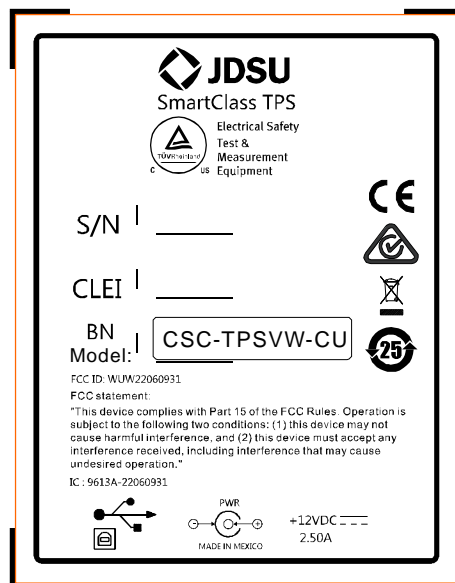 JDSU
SmartClass TPS
TÜVRheinland
C US
Electrical Safety
Test &
Measurement
Equipment
CE
S/N
CLEI
BN
Model: CSC-TPSVW-CU
25
FCC ID: WUW22060931
FCC statement:
"This device complies with Part 15 of the FCC Rules. Operation is
subject to the following two conditions: (1) this device may not
cause harmful interference, and (2) this device must accept any
interference received, including interference that may cause
undesired operation."
IC : 9613A-22060931
PWR
MADE IN MEXICO
+12VDC
2.50A